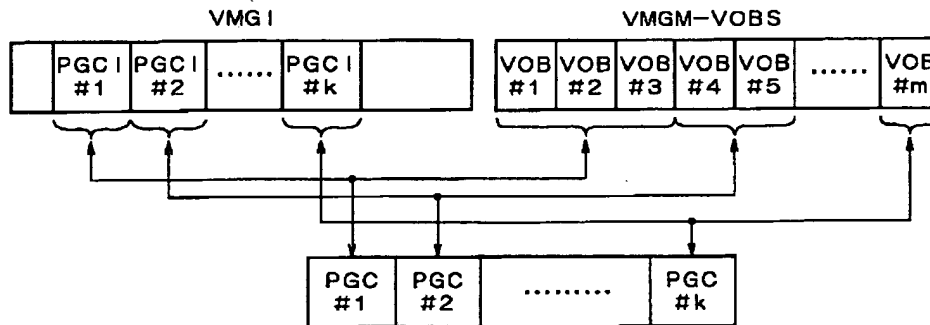 VMGI VMGM-VOBS
PGCI PGCI ...... PGCI VOB VOB VOB VOB VOB ...... VOB
#1 #2 #k #1 #2 #3 #4 #5 #m
PGC PGC ......... PGC
#1 #2 #k